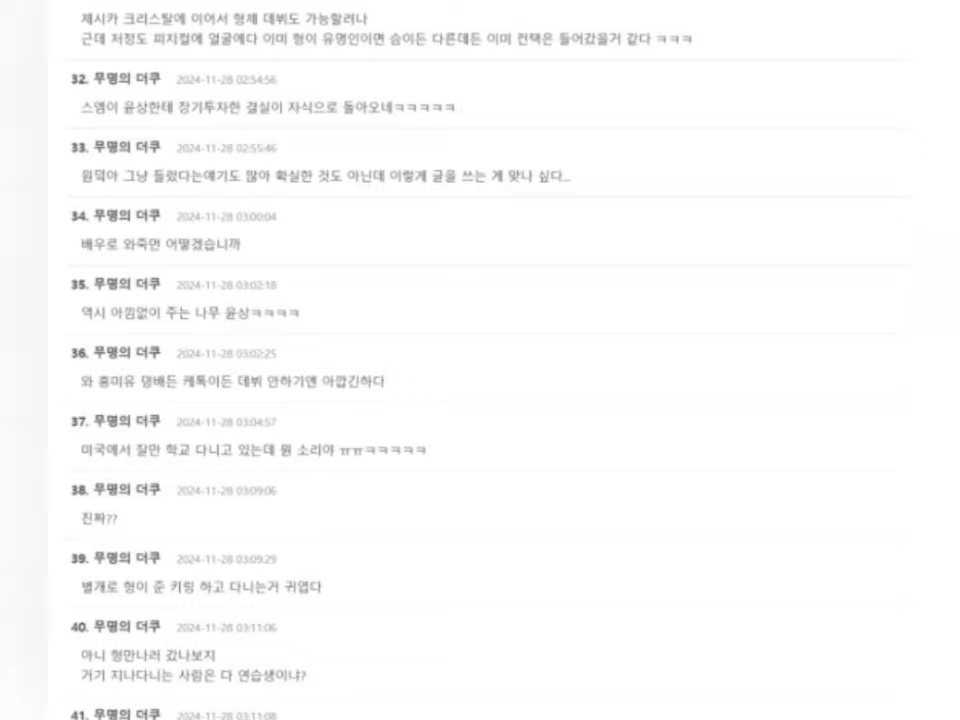 제시카 크리스탈에 이어서 형제 데뷔도 가능할려나
근데 저정도 피지컬에 얼굴에다 이미 형이 유명인이면 슴이든 다른데든 이미 컨택은 들어갔을거 같다 ㅋㅋㅋ
32. 무명의 더쿠 2024-11-28 02:54:56
스엠이 윤상한테 장기투자한 결실이 자식으로 돌아오네ㅋㅋㅋㅋㅋ
33. 무명의 더쿠 2024-11-28 02:55:46
원덬아 그냥 들렀다는얘기도 많아 확실한 것도 아닌데 이렇게 글을 쓰는 게 맞나 싶다...
34. 무명의 더쿠 2024-11-28 03:00:04
배우로 와죽면 어떻겠습니까
35. 무명의 더쿠 2024-11-28 03:02:18
역시 아낌없이 주는 나무 윤상ㅋㅋㅋㅋ
36. 무명의 더쿠 2024-11-28 03:02:25
와 흥미유 덩배든 케톡이든 데뷔 안하기엔 아깝긴하다
37. 무명의 더쿠 2024-11-28 03:04:57
미국에서 잘만 학교 다니고 있는데 뭔 소리야 ㅠㅠㅋㅋㅋㅋㅋ
38. 무명의 더쿠 2024-11-28 03:09:06
진짜??
39. 무명의 더쿠 2024-11-28 03:09:29
별개로 형이 준 키링 하고 다니는거 귀엽다
40. 무명의 더쿠 2024-11-28 03:11:06
아니 형만나러 갔나보지
거기 지나다니는 사람은 다 연습생이냐?
41. 무명의 더쿠 2024-11-28 03:11:08